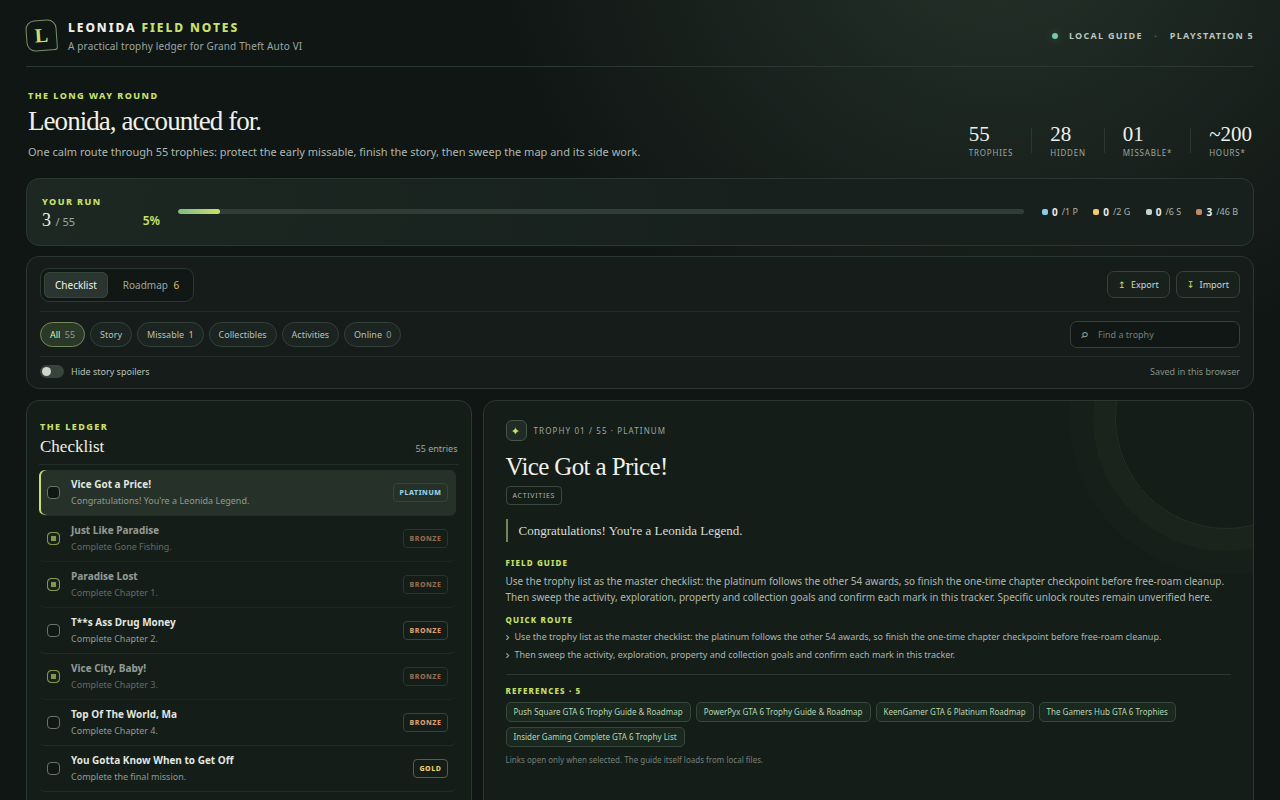 L
LEONIDA FIELD NOTES
A practical trophy ledger for Grand Theft Auto VI
LOCAL GUIDE · PLAYSTATION 5
THE LONG WAY ROUND
Leonida, accounted for.
One calm route through 55 trophies: protect the early missable, finish the story, then sweep the map and its side work.
55 28 01 ~200
TROPHIES HIDDEN MISSABLE* HOURS*
YOUR RUN
3 / 55 5%
0 /1 P 0 /2 G 0 /6 S 3 /46 B
Checklist Roadmap 6
↥ Export ↧ Import
All 55 Story Missable 1 Collectibles Activities Online 0
⌕ Find a trophy
Hide story spoilers
Saved in this browser
THE LEDGER
Checklist
55 entries
Vice Got a Price!
Congratulations! You're a Leonida Legend.
PLATINUM
Just Like Paradise
Complete Gone Fishing.
BRONZE
Paradise Lost
Complete Chapter 1.
BRONZE
T**s Ass Drug Money
Complete Chapter 2.
BRONZE
Vice City, Baby!
Complete Chapter 3.
BRONZE
Top Of The World, Ma
Complete Chapter 4.
BRONZE
You Gotta Know When to Get Off
Complete the final mission.
GOLD
✦ TROPHY 01 / 55 · PLATINUM
Vice Got a Price!
ACTIVITIES
Congratulations! You're a Leonida Legend.
FIELD GUIDE
Use the trophy list as the master checklist: the platinum follows the other 54 awards, so finish the one-time chapter checkpoint before free-roam cleanup.
Then sweep the activity, exploration, property and collection goals and confirm each mark in this tracker. Specific unlock routes remain unverified here.
QUICK ROUTE
› Use the trophy list as the master checklist: the platinum follows the other 54 awards, so finish the one-time chapter checkpoint before free-roam cleanup.
› Then sweep the activity, exploration, property and collection goals and confirm each mark in this tracker.
REFERENCES · 5
Push Square GTA 6 Trophy Guide & Roadmap PowerPyx GTA 6 Trophy Guide & Roadmap KeenGamer GTA 6 Platinum Roadmap The Gamers Hub GTA 6 Trophies
Insider Gaming Complete GTA 6 Trophy List
Links open only when selected. The guide itself loads from local files.